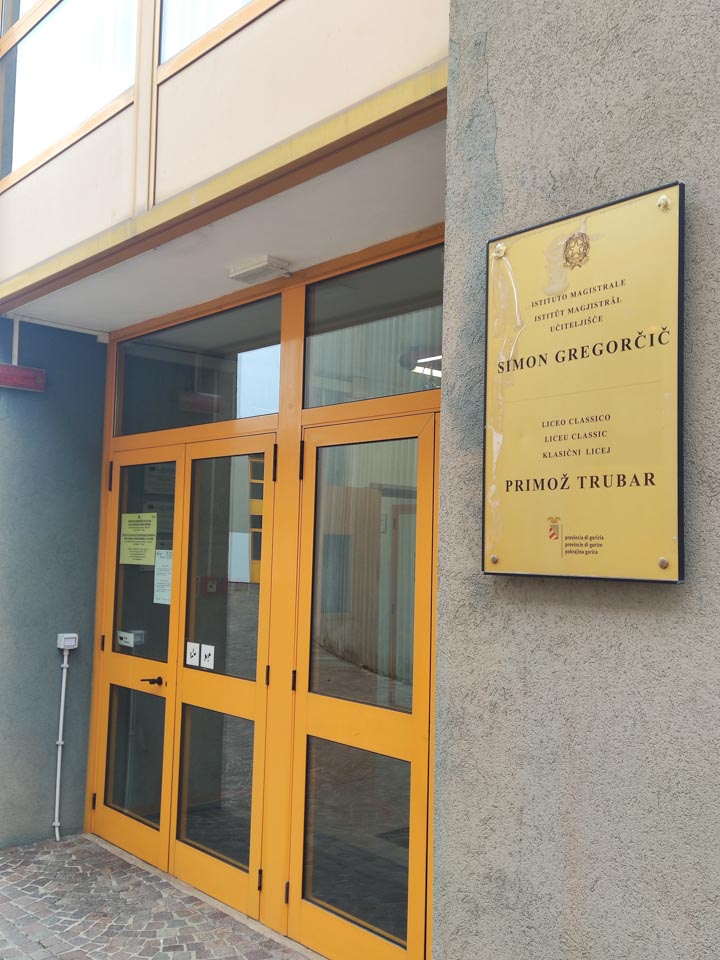 ISTITUTO MAGISTRALE
ISTITÛT MAGJISTRÂL
UČITELJIŠČE
SIMON GREGORČIČ
LICEO CLASSICO
LICEU CLASSIC
KLASIČNI LICEJ
PRIMOŽ TRUBAR
provincia di gorizia
provincie di gurize
pokrajina gorica